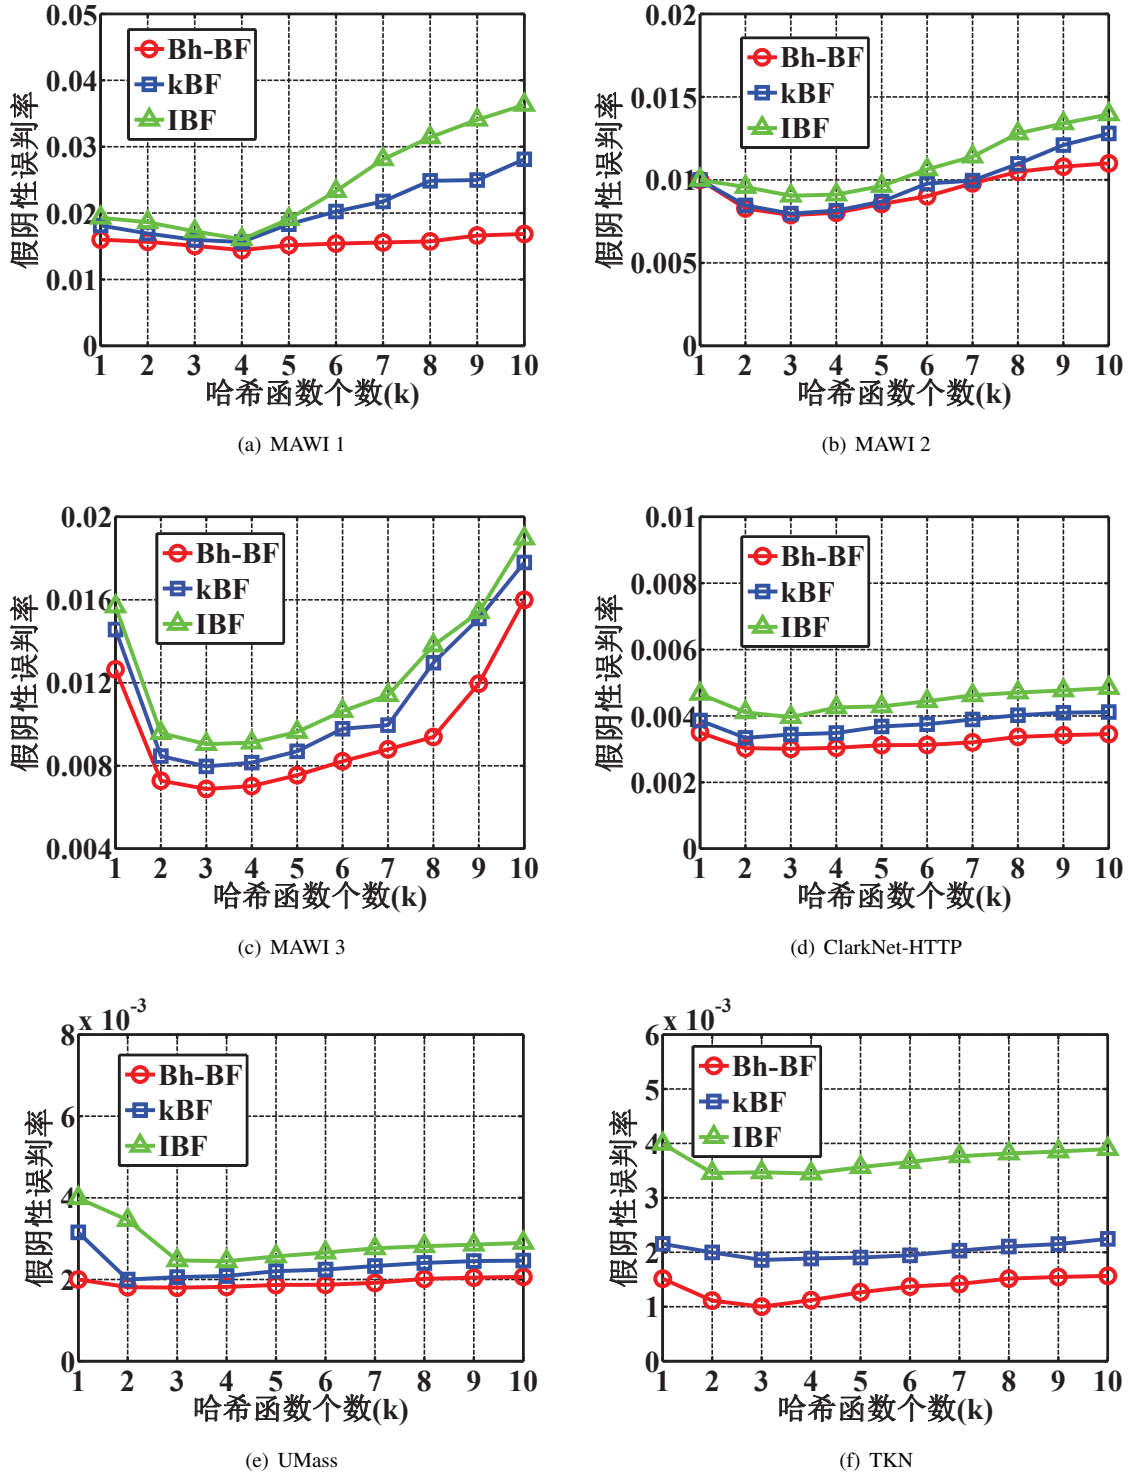 0.05
0.04
0.03
0.02
0.01
0
假阴性误判率
Bh-BF
kBF
IBF
1 2 3 4 5 6 7 8 9 10
哈希函数个数(k)
(a) MAWI 1
0.02
0.015
0.01
0.005
0
假阴性误判率
Bh-BF
kBF
IBF
1 2 3 4 5 6 7 8 9 10
哈希函数个数(k)
(b) MAWI 2
0.02
0.016
0.012
0.008
0.004
假阴性误判率
Bh-BF
kBF
IBF
1 2 3 4 5 6 7 8 9 10
哈希函数个数(k)
(c) MAWI 3
0.01
0.008
0.006
0.004
0.002
0
假阴性误判率
Bh-BF
kBF
IBF
1 2 3 4 5 6 7 8 9 10
哈希函数个数(k)
(d) ClarkNet-HTTP
x 10-3
8
6
4
2
0
假阴性误判率
Bh-BF
kBF
IBF
1 2 3 4 5 6 7 8 9 10
哈希函数个数(k)
(e) UMass
x 10-3
6
5
4
3
2
1
0
假阴性误判率
Bh-BF
kBF
IBF
1 2 3 4 5 6 7 8 9 10
哈希函数个数(k)
(f) TKN